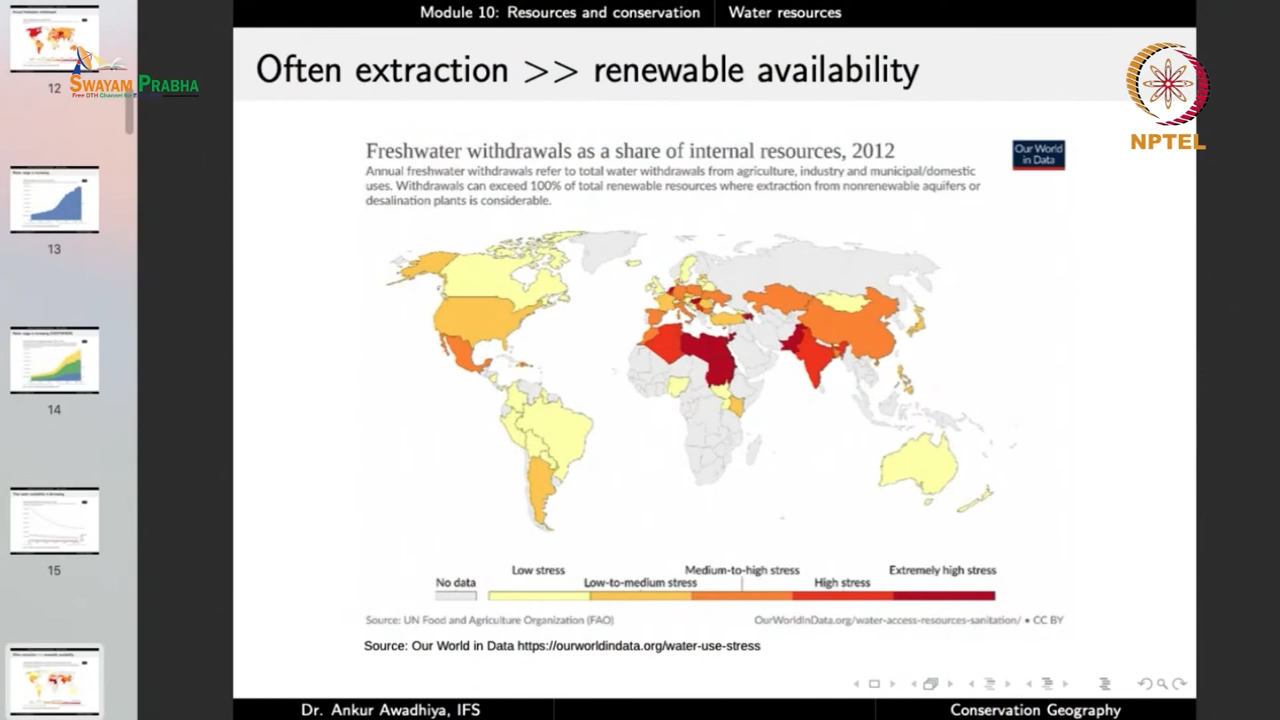 Module 10: Resources and conservation Water resources
Often extraction >> renewable availability
SWAYAM PRABHA
Free DTH Channel for
NPTEL
12
13
14
15
Freshwater withdrawals as a share of internal resources, 2012
Our World
in Data
Annual freshwater withdrawals refer to total water withdrawals from agriculture, industry and municipal/domestic
uses. Withdrawals can exceed 100% of total renewable resources where extraction from nonrenewable aquifers or
desalination plants is considerable.
No data
Low stress
Low-to-medium stress
Medium-to-high stress
High stress
Extremely high stress
Source: UN Food and Agriculture Organization (FAO)
OurWorldInData.org/water-access-resources-sanitation/ • CC BY
Source: Our World in Data https://ourworldindata.org/water-use-stress
Dr. Ankur Awadhiya, IFS
Conservation Geography